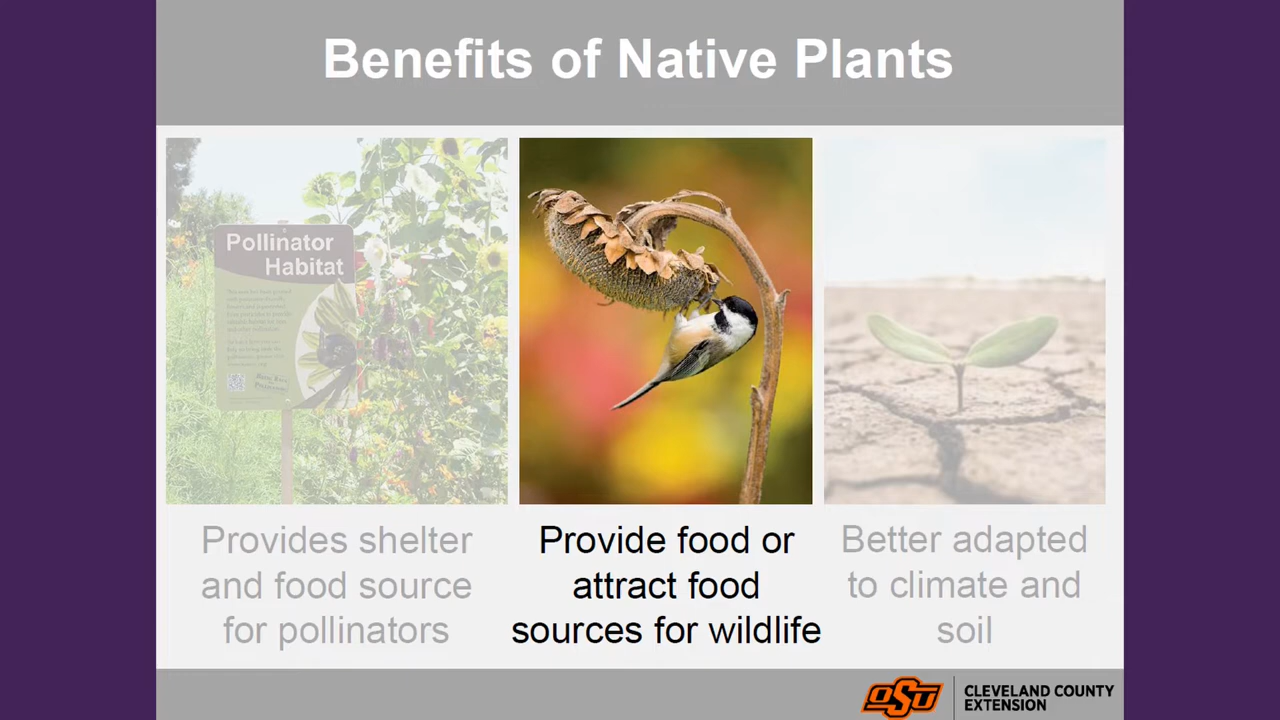 Benefits of Native Plants
Pollinator
Habitat
Provides shelter
and food source
for pollinators
Provide food or
attract food
sources for wildlife
Better adapted
to climate and
soil
OSU
CLEVELAND COUNTY
EXTENSION